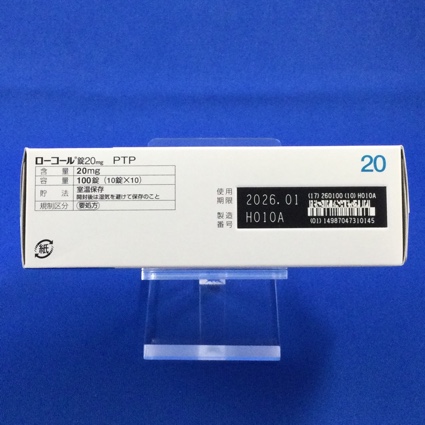 ローコール®錠20mg PTP
含量 20mg
容量 100錠（10錠×10）
貯法 室温保存
開封後は湿気を避けて保存のこと
規制区分 要処方
20
使用期限 2026.01
製造番号 H010A
(17) 260100 (10) H010A
(01) 14987047310145
紙